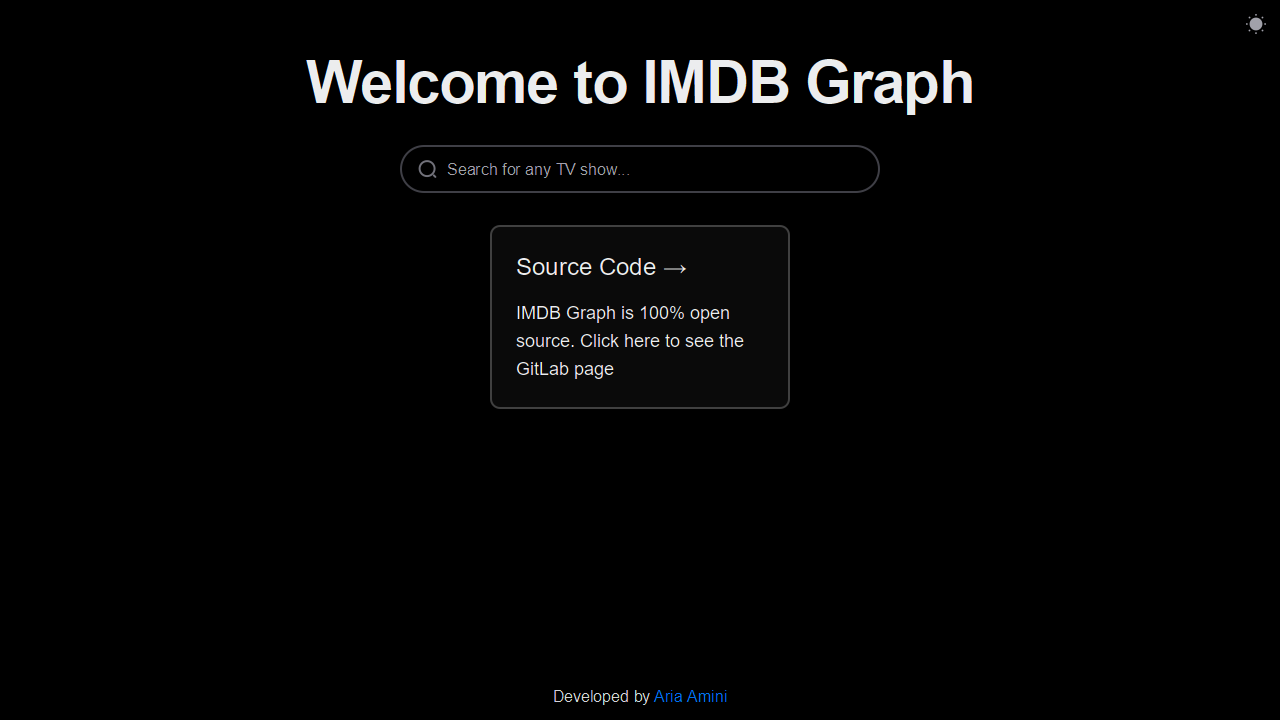 Welcome to IMDB Graph
Search for any TV show...
Source Code →
IMDB Graph is 100% open
source. Click here to see the
GitLab page
Developed by Aria Amini